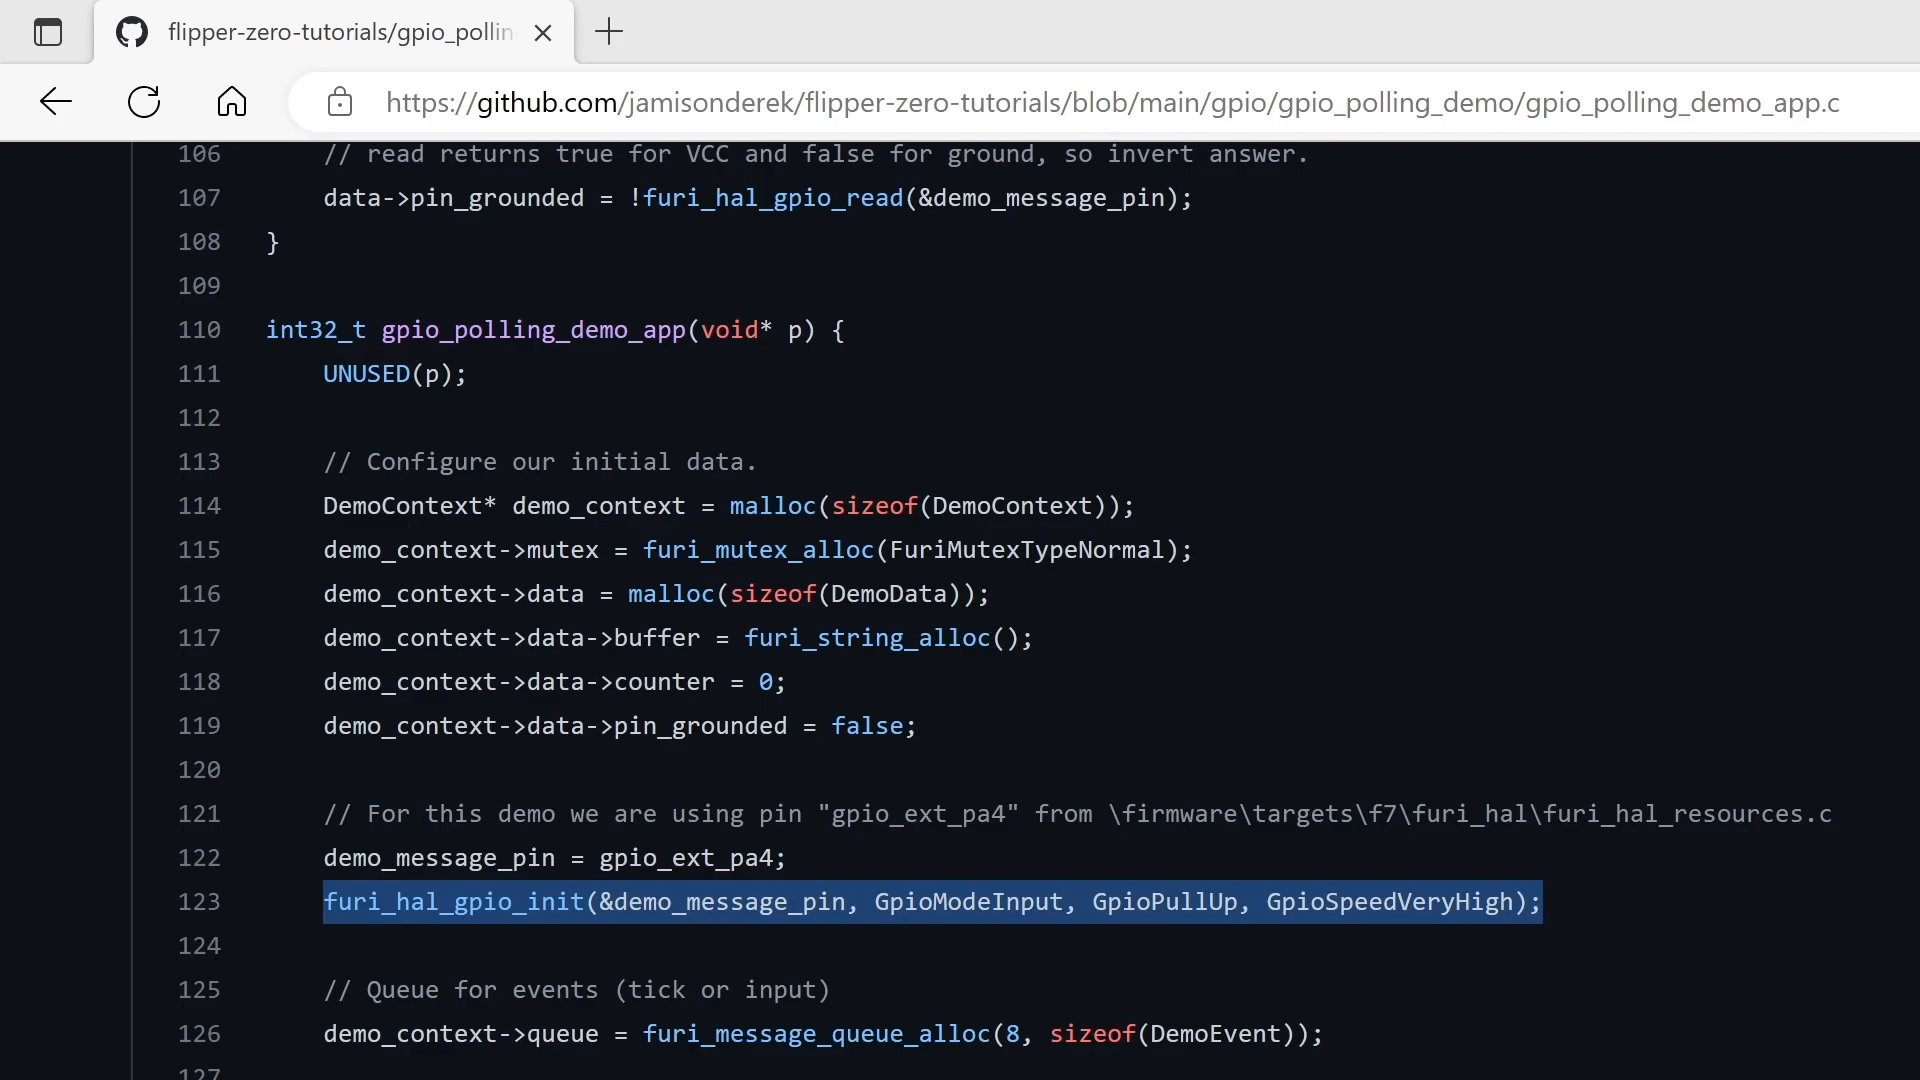 flipper-zero-tutorials/gpio_pollin
https://github.com/jamisonderek/flipper-zero-tutorials/blob/main/gpio/gpio_polling_demo/gpio_polling_demo_app.c
106 // read returns true for VCC and false for ground, so invert answer.
107 data->pin_grounded = !furi_hal_gpio_read(&demo_message_pin);
108 }
109
110 int32_t gpio_polling_demo_app(void* p) {
111 UNUSED(p);
112
113 // Configure our initial data.
114 DemoContext* demo_context = malloc(sizeof(DemoContext));
115 demo_context->mutex = furi_mutex_alloc(FuriMutexTypeNormal);
116 demo_context->data = malloc(sizeof(DemoData));
117 demo_context->data->buffer = furi_string_alloc();
118 demo_context->data->counter = 0;
119 demo_context->data->pin_grounded = false;
120
121 // For this demo we are using pin "gpio_ext_pa4" from \firmware\targets\f7\furi_hal\furi_hal_resources.c
122 demo_message_pin = gpio_ext_pa4;
123 furi_hal_gpio_init(&demo_message_pin, GpioModeInput, GpioPullUp, GpioSpeedVeryHigh);
124
125 // Queue for events (tick or input)
126 demo_context->queue = furi_message_queue_alloc(8, sizeof(DemoEvent));
127